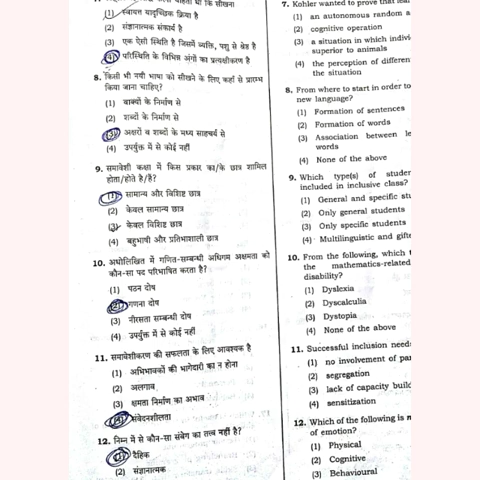 (1) स्वायत्त यादृच्छिक क्रिया है
(2) संज्ञानात्मक संकार्य है
(3) एक ऐसी स्थिति है जिसमें व्यक्ति, पशु से श्रेष्ठ है
(4) परिस्थिति के विभिन्न अंगों का प्रत्यक्षीकरण है
8. किसी भी नयी भाषा को सीखने के लिए कहाँ से प्रारम्भ
किया जाना चाहिए?
(1) वाक्यों के निर्माण से
(2) शब्दों के निर्माण से
(3) अक्षरों व शब्दों के मध्य साहचर्य से
(4) उपर्युक्त में से कोई नहीं
9. समावेशी कक्षा में किस प्रकार का/के छात्र शामिल
होता/होते है/हैं?
(1) सामान्य और विशिष्ट छात्र
(2) केवल सामान्य छात्र
(3) केवल विशिष्ट छात्र
(4) बहुभाषी और प्रतिभाशाली छात्र
10. अधोलिखित में गणित-सम्बन्धी अधिगम अक्षमता को
कौन-सा पद परिभाषित करता है?
(1) पठन दोष
(2) गणना दोष
(3) नीरसता सम्बन्धी दोष
(4) उपर्युक्त में से कोई नहीं
11. समावेशीकरण की सफलता के लिए आवश्यक है
(1) अभिभावकों की भागेदारी का न होना
(2) अलगाव
(3) क्षमता निर्माण का अभाव
(4) संवेदनशीलता
12. निम्न में से कौन-सा संवेग का तत्व नहीं है?
(1) दैहिक
(2) संज्ञानात्मक
7. Kohler wanted to prove that
(1) an autonomous random
(2) cognitive operation
(3) a situation in which
superior to animals
(4) the perception of
the situation
8. From where to start in order to
new language?
(1) Formation of sentences
(2) Formation of words
(3) Association between
words
(4) None of the above
9. Which type(s) of
included in inclusive class?
(1) General and specific
(2) Only general students
(3) Only specific students
(4) Multilinguistic and
10. From the following, which
the mathematics-related
disability?
(1) Dyslexia
(2) Dyscalculia
(3) Dystopia
(4) None of the above
11. Successful inclusion
(1) no involvement of
(2) segregation
(3) lack of capacity
(4) sensitization
12. Which of the following is
of emotion?
(1) Physical
(2) Cognitive
(3) Behavioural